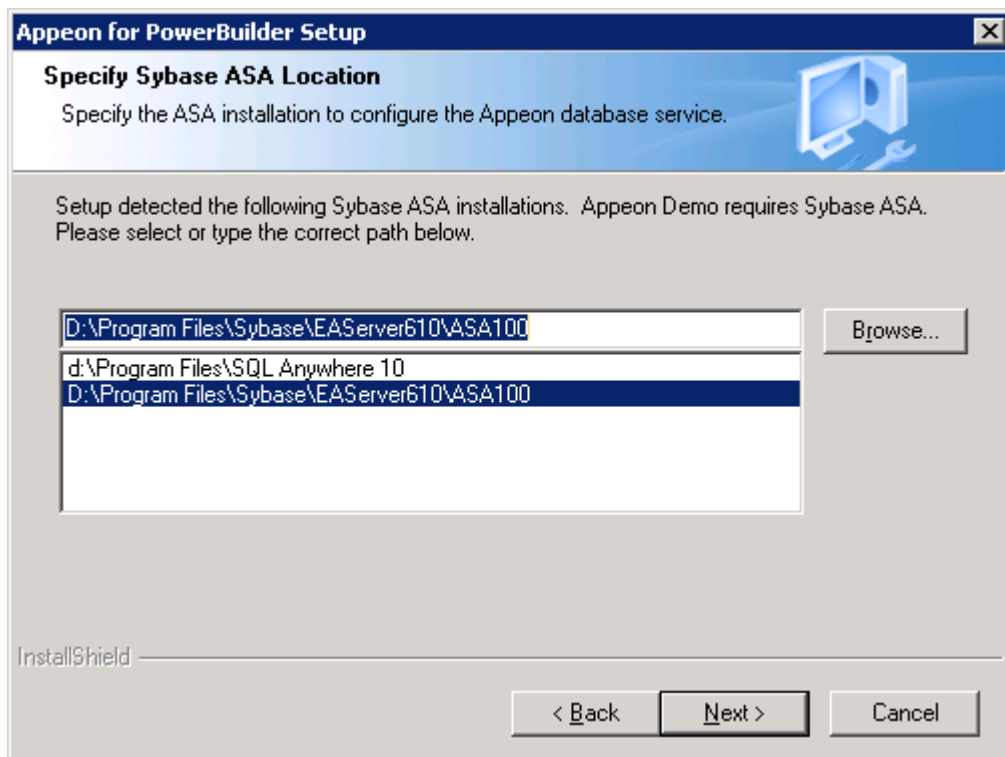 Appeon for PowerBuilder Setup
Specify Sybase ASA Location
Specify the ASA installation to configure the Appeon database service.
Setup detected the following Sybase ASA installations.  Appeon Demo requires Sybase ASA.
Please select or type the correct path below.
D:\Program Files\Sybase\EAServer610\ASA100
Browse...
d:\Program Files\SQL Anywhere 10
D:\Program Files\Sybase\EAServer610\ASA100
InstallShield
< Back
Next >
Cancel